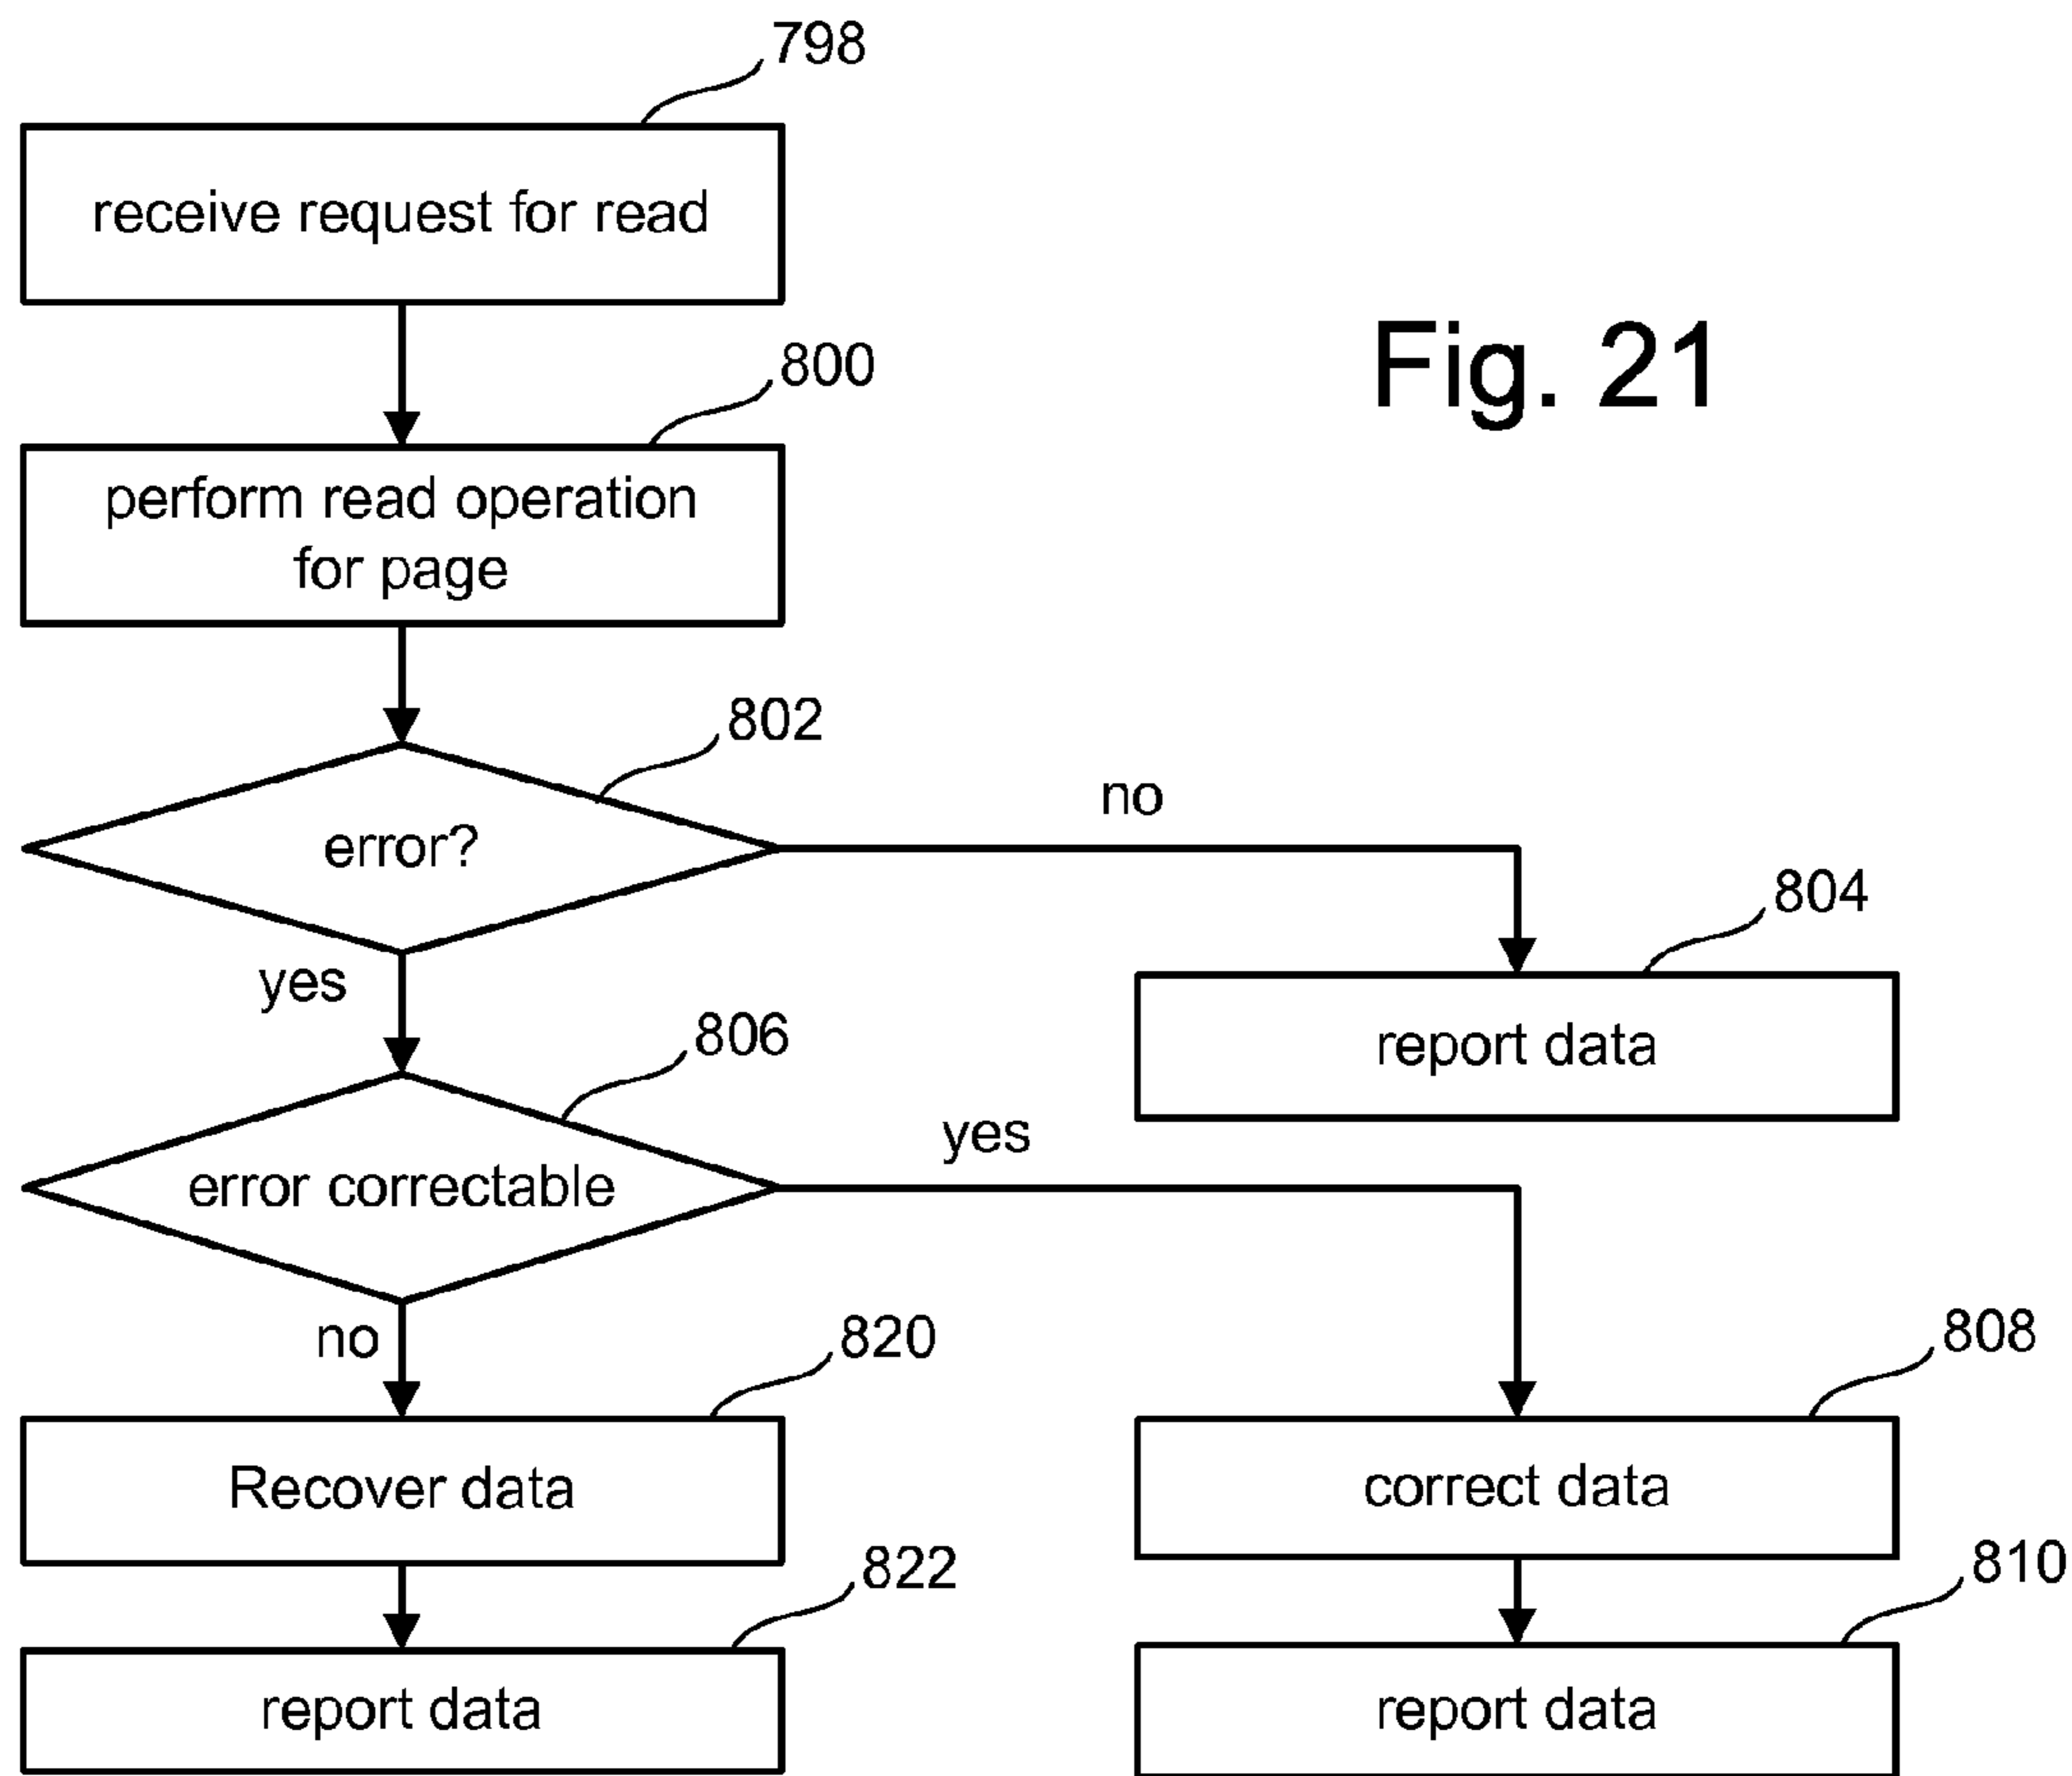 798
receive request for read
Fig. 21
800
perform read operation
for page
802
error?
no
804
report data
yes
806
error correctable
yes
no
820
808
Recover data
correct data
822
810
report data
report data